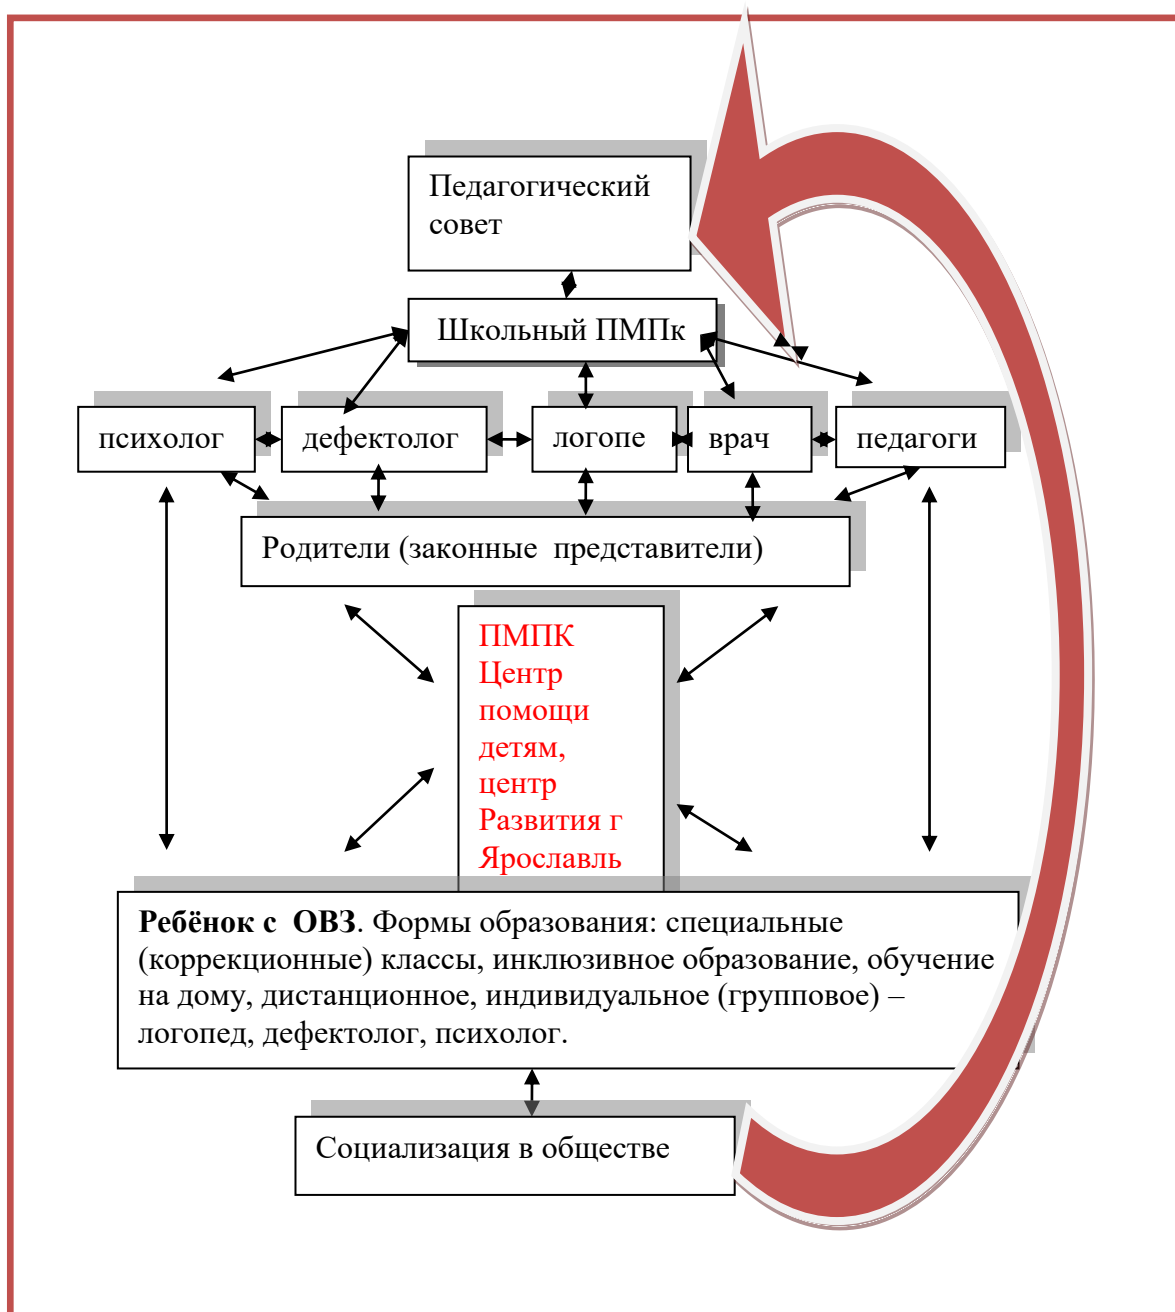 Педагогический
совет
Школьный ПМПк
психолог
дефектолог
логопе
врач
педагоги
Родители (законные представители)
ПМПК
Центр
помощи
детям,
центр
Развития г
Ярославль
Ребёнок с ОВЗ. Формы образования: специальные
(коррекционные) классы, инклюзивное образование, обучение
на дому, дистанционное, индивидуальное (групповое) –
логопед, дефектолог, психолог.
Социализация в обществе